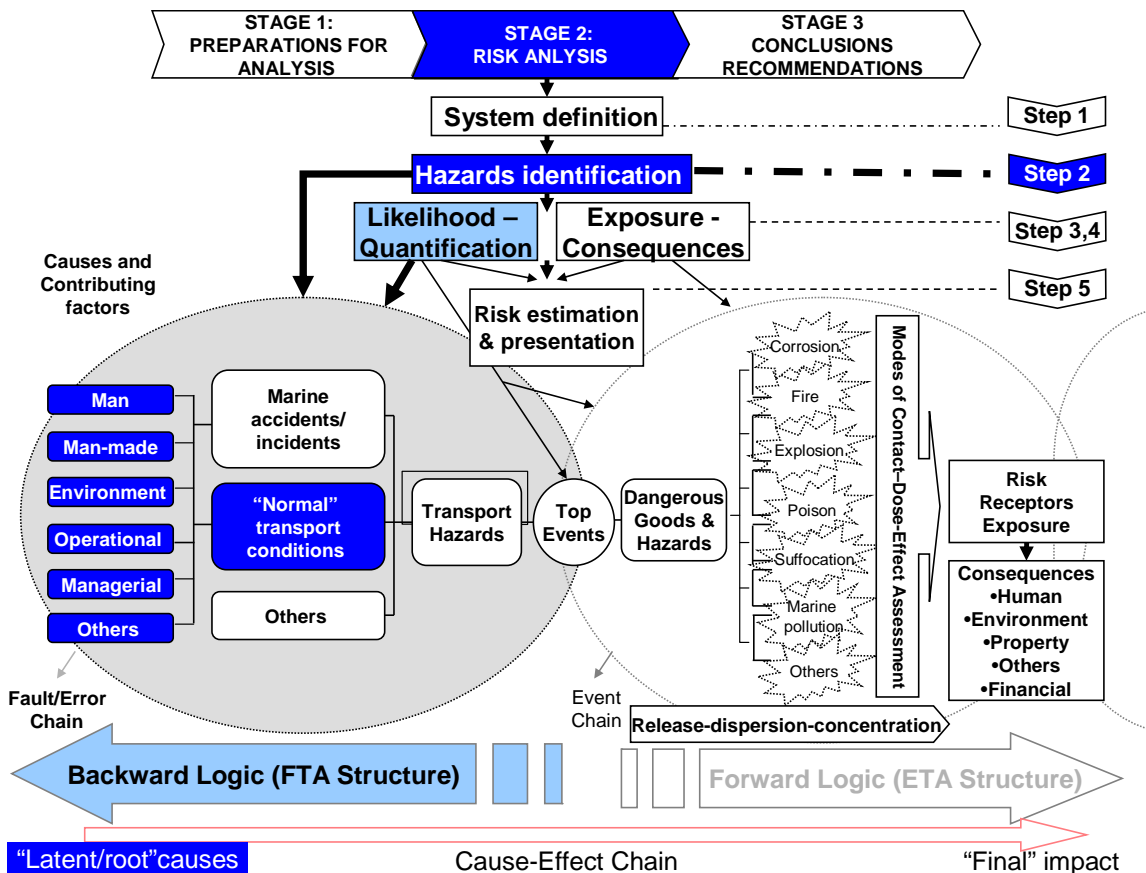 STAGE 1:
PREPARATIONS FOR
ANALYSIS
STAGE 2:
RISK ANLYSIS
STAGE 3
CONCLUSIONS
RECOMMENDATIONS
System definition
Step 1
Hazards identification
Step 2
Likelihood –
Quantification
Exposure -
Consequences
Step 3,4
Causes and
Contributing
factors
Step 5
Risk estimation
& presentation
Man
Man-made
Environment
Operational
Managerial
Others
Marine
accidents/
incidents
“Normal”
transport
conditions
Others
Transport
Hazards
Top
Events
Dangerous
Goods &
Hazards
Corrosion
Fire
Explosion
Poison
Suffocation
Marine
pollution
Others
Modes of Contact–Dose-Effect Assessment
Risk
Receptors
Exposure
Consequences
•Human
•Environment
•Property
•Others
•Financial
Fault/Error
Chain
Event
Chain
Release-dispersion-concentration
Backward Logic (FTA Structure)
Forward Logic (ETA Structure)
“Latent/root”causes
Cause-Effect Chain
“Final” impact